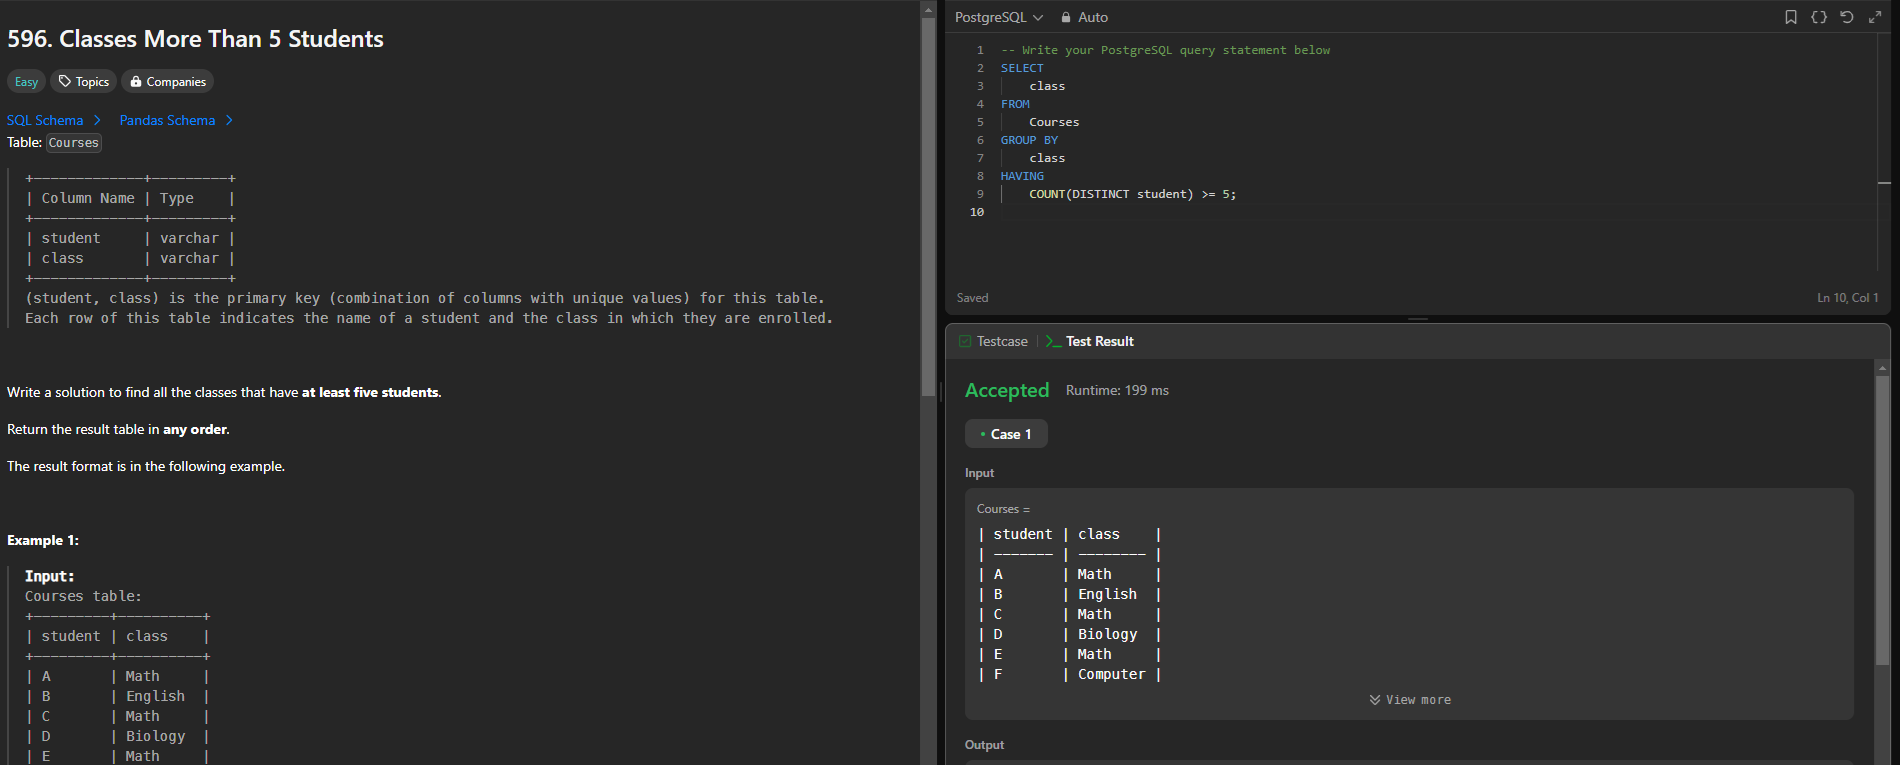 596. Classes More Than 5 Students
Easy Topics Companies
SQL Schema > Pandas Schema >
Table: Courses
+-------------+---------+
| Column Name | Type    |
+-------------+---------+
| student     | varchar |
| class       | varchar |
+-------------+---------+
(student, class) is the primary key (combination of columns with unique values) for this table.
Each row of this table indicates the name of a student and the class in which they are enrolled.
Write a solution to find all the classes that have at least five students.
Return the result table in any order.
The result format is in the following example.
Example 1:
Input:
Courses table:
+---------+----------+
| student | class    |
+---------+----------+
| A       | Math     |
| B       | English  |
| C       | Math     |
| D       | Biology  |
| E       | Math     |
PostgreSQL Auto
1 -- Write your PostgreSQL query statement below
2 SELECT
3     class
4 FROM
5     Courses
6 GROUP BY
7     class
8 HAVING
9     COUNT(DISTINCT student) >= 5;
10
Saved Ln 10, Col 1
Testcase | >_ Test Result
Accepted Runtime: 199 ms
• Case 1
Input
Courses =
| student | class    |
| ------- | -------- |
| A       | Math     |
| B       | English  |
| C       | Math     |
| D       | Biology  |
| E       | Math     |
| F       | Computer |
View more
Output